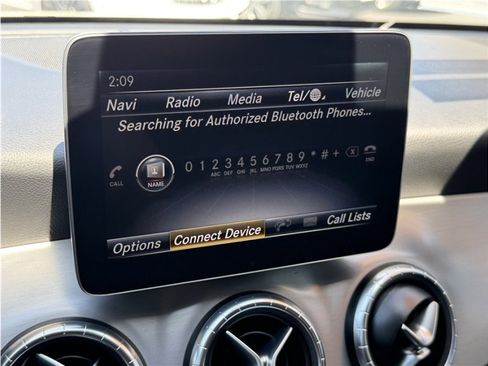 2:09
Navi Radio Media Tel/ Vehicle
Searching for Authorized Bluetooth Phones...
0 1 2 3 4 5 6 7 8 9 * # +
ABC DEF GHI JKL MNO PQRS TUV WXYZ
CALL NAME END
Options Connect Device Call Lists